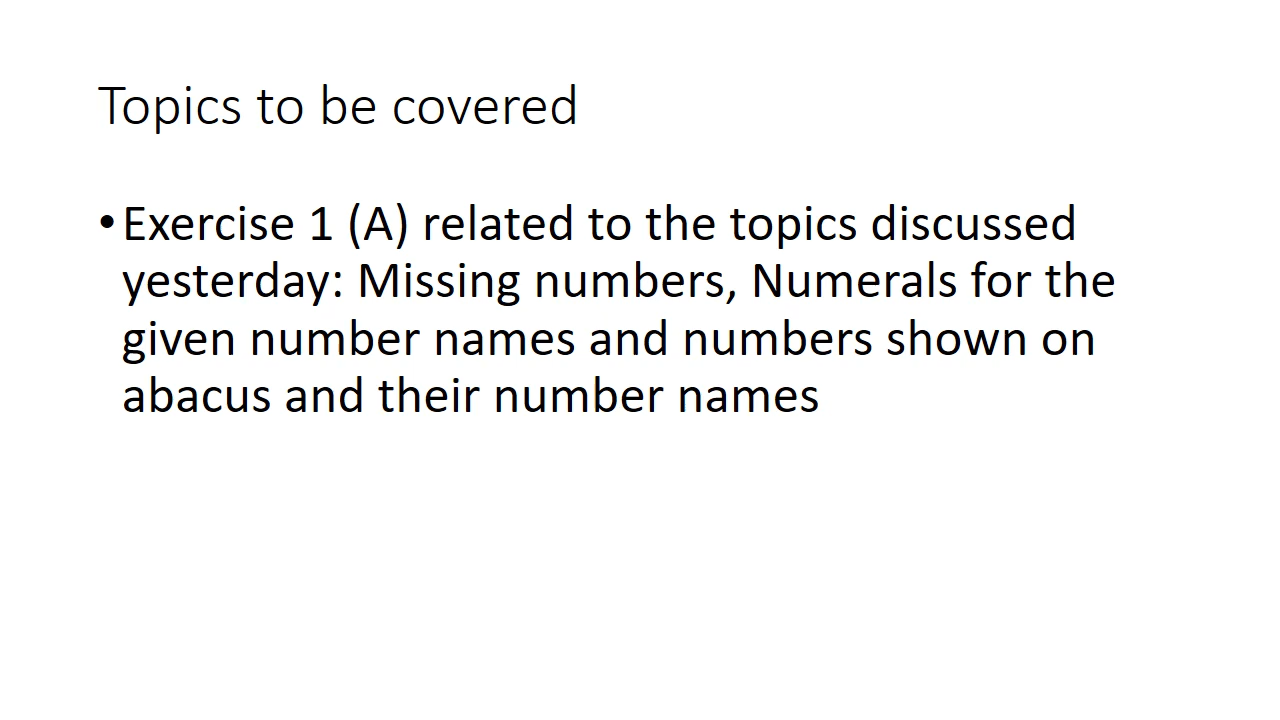 Topics to be covered
•Exercise 1 (A) related to the topics discussed
yesterday: Missing numbers, Numerals for the
given number names and numbers shown on
abacus and their number names